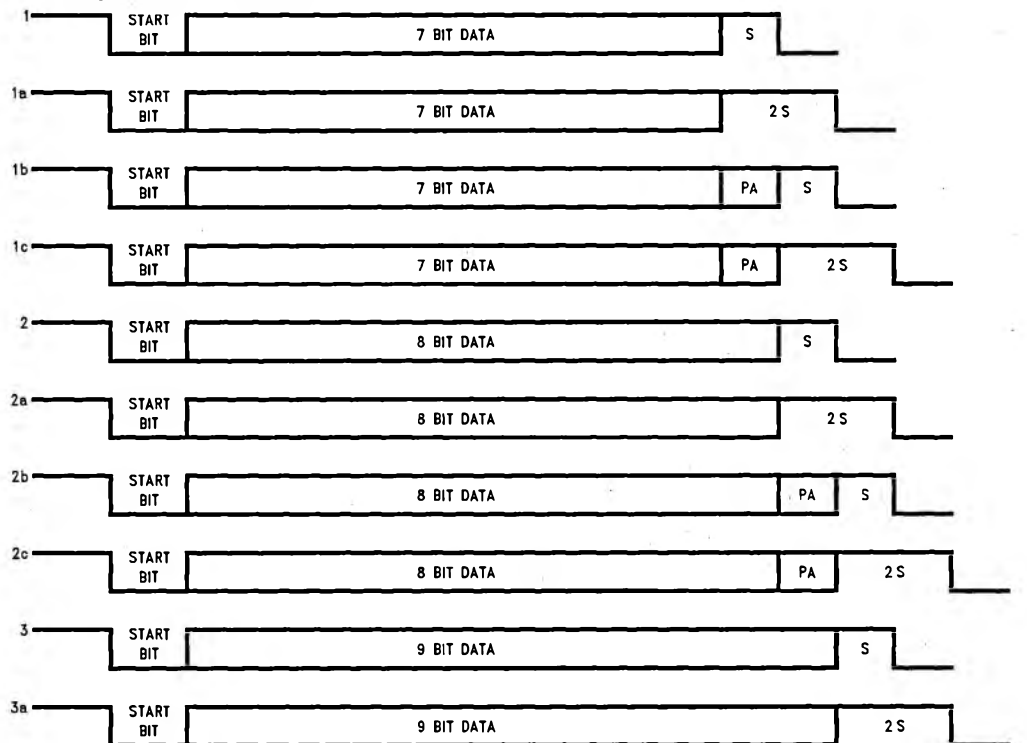 1 START BIT 7 BIT DATA S
1a START BIT 7 BIT DATA 2 S
1b START BIT 7 BIT DATA PA S
1c START BIT 7 BIT DATA PA 2 S
2 START BIT 8 BIT DATA S
2a START BIT 8 BIT DATA 2 S
2b START BIT 8 BIT DATA PA S
2c START BIT 8 BIT DATA PA 2 S
3 START BIT 9 BIT DATA S
3a START BIT 9 BIT DATA 2 S